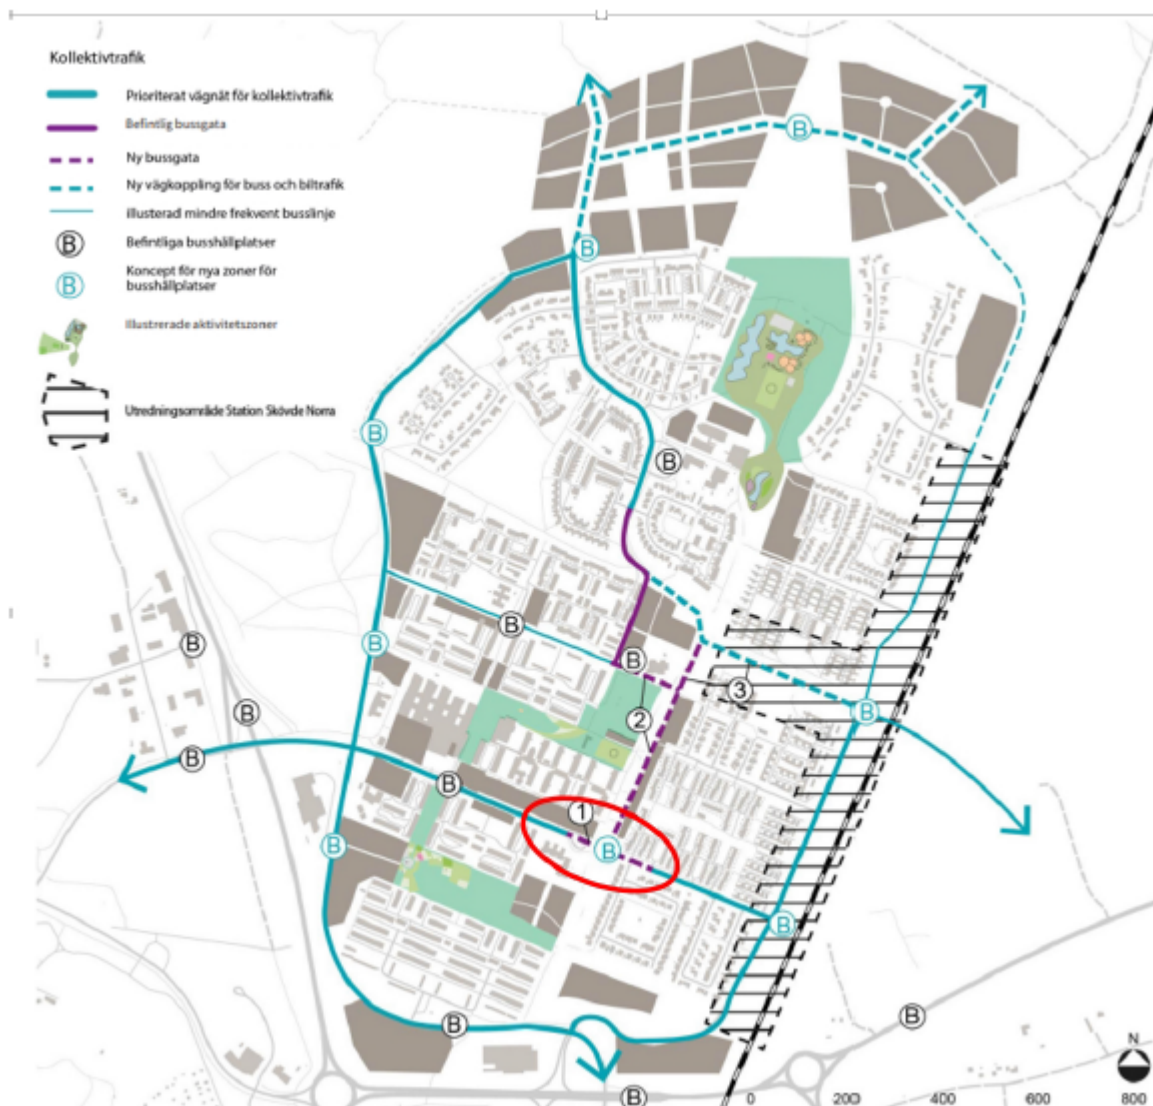 Kollektivtrafik
Prioriterat vägnät för kollektivtrafik
Befintlig bussgata
Ny bussgata
Ny vägkoppling för buss och biltrafik
illusterad mindre frekvent busslinje
B
Befintliga busshållplatser
B
Koncept för nya zoner för
busshållplatser
Illustrerade aktivitetszoner
Utredningsområde Station Skövde Norra
B
B
B
B
B
B
B
B
B
3
B
2
B
B
B
1
B
B
B
B
B
B
N
0 200 400 600 800